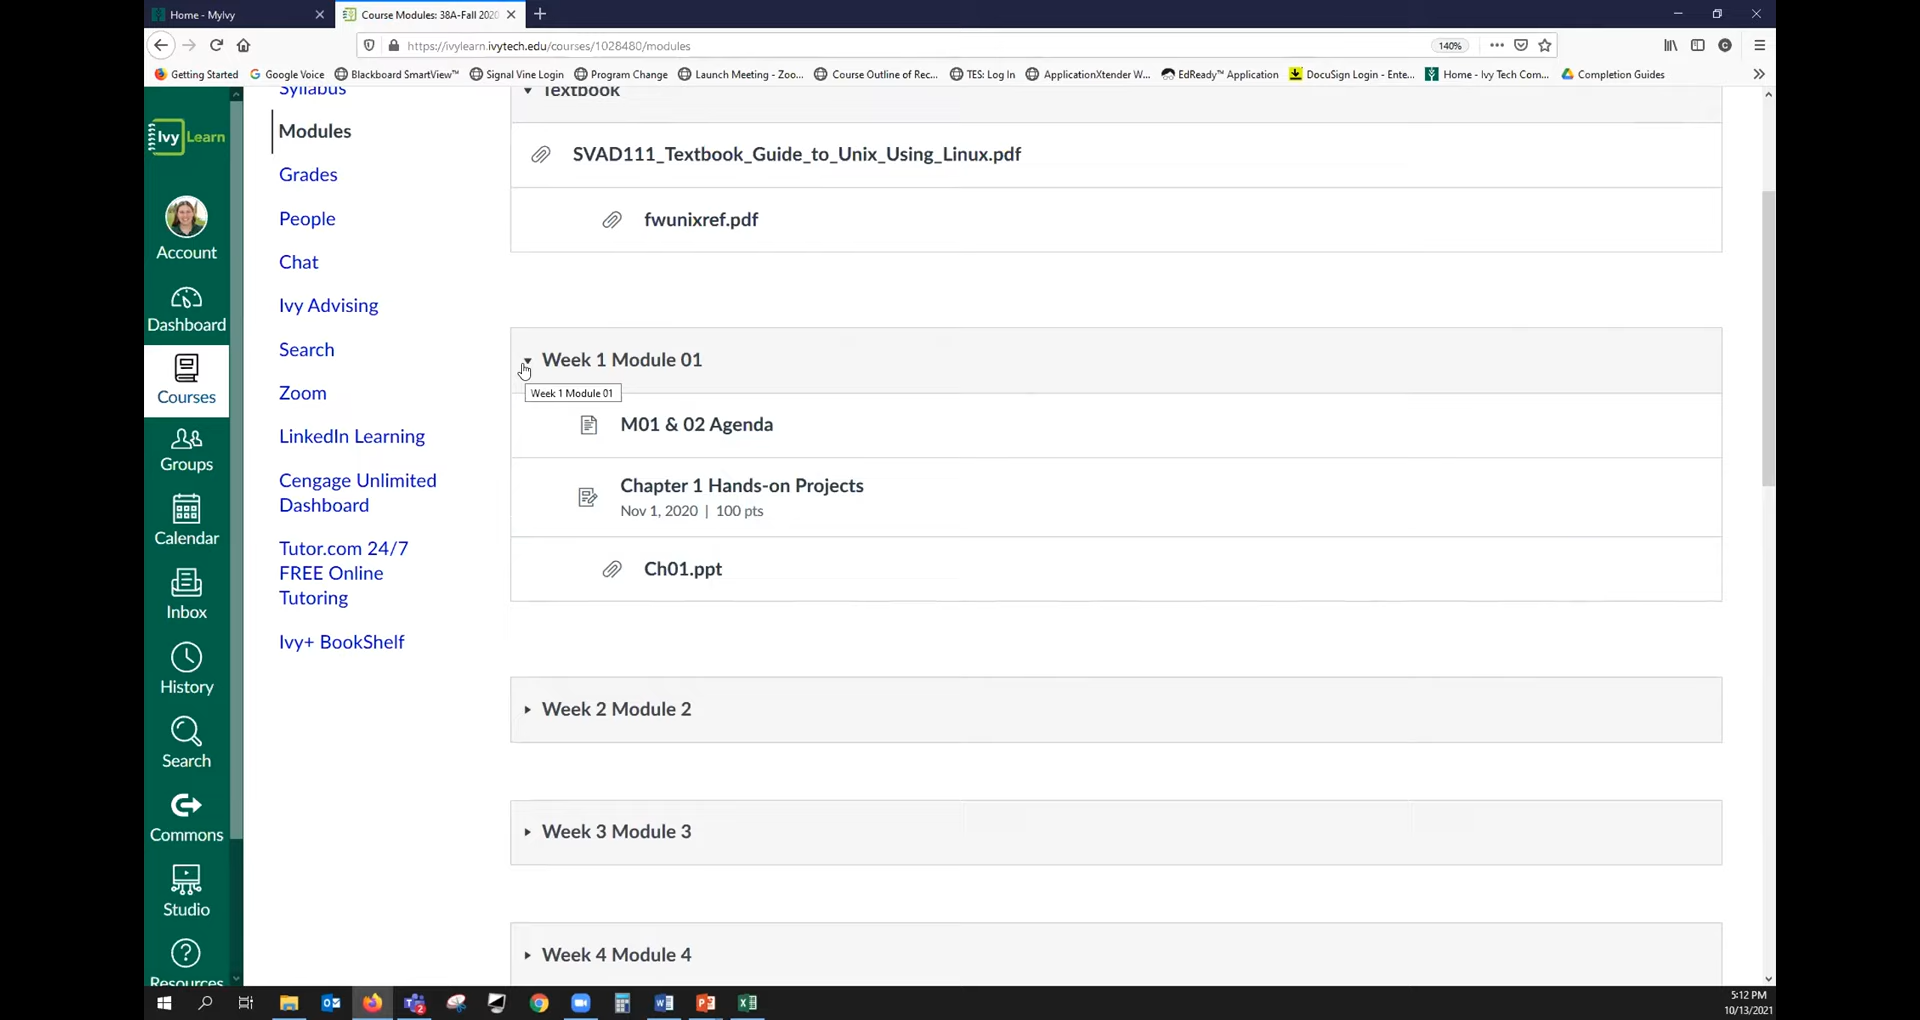 Home - MyIvy
Course Modules: 38A-Fall 2020
https://ivylearn.ivytech.edu/courses/1028480/modules
140%
Getting Started
Google Voice
Blackboard SmartView™
Signal Vine Login
Program Change
Launch Meeting - Zoo...
Course Outline of Rec...
TES: Log In
ApplicationXtender W...
EdReady™ Application
DocuSign Login - Ente...
Home - Ivy Tech Com...
Completion Guides
Ivy Learn
Account
Dashboard
Courses
Groups
Calendar
Inbox
History
Search
Commons
Studio
Resources
Syllabus
Modules
Grades
People
Chat
Ivy Advising
Search
Zoom
LinkedIn Learning
Cengage Unlimited
Dashboard
Tutor.com 24/7
FREE Online
Tutoring
Ivy+ BookShelf
Textbook
SVAD111_Textbook_Guide_to_Unix_Using_Linux.pdf
fwunixref.pdf
Week 1 Module 01
Week 1 Module 01
M01 & 02 Agenda
Chapter 1 Hands-on Projects
Nov 1, 2020 | 100 pts
Ch01.ppt
Week 2 Module 2
Week 3 Module 3
Week 4 Module 4
5:12 PM
10/13/2021